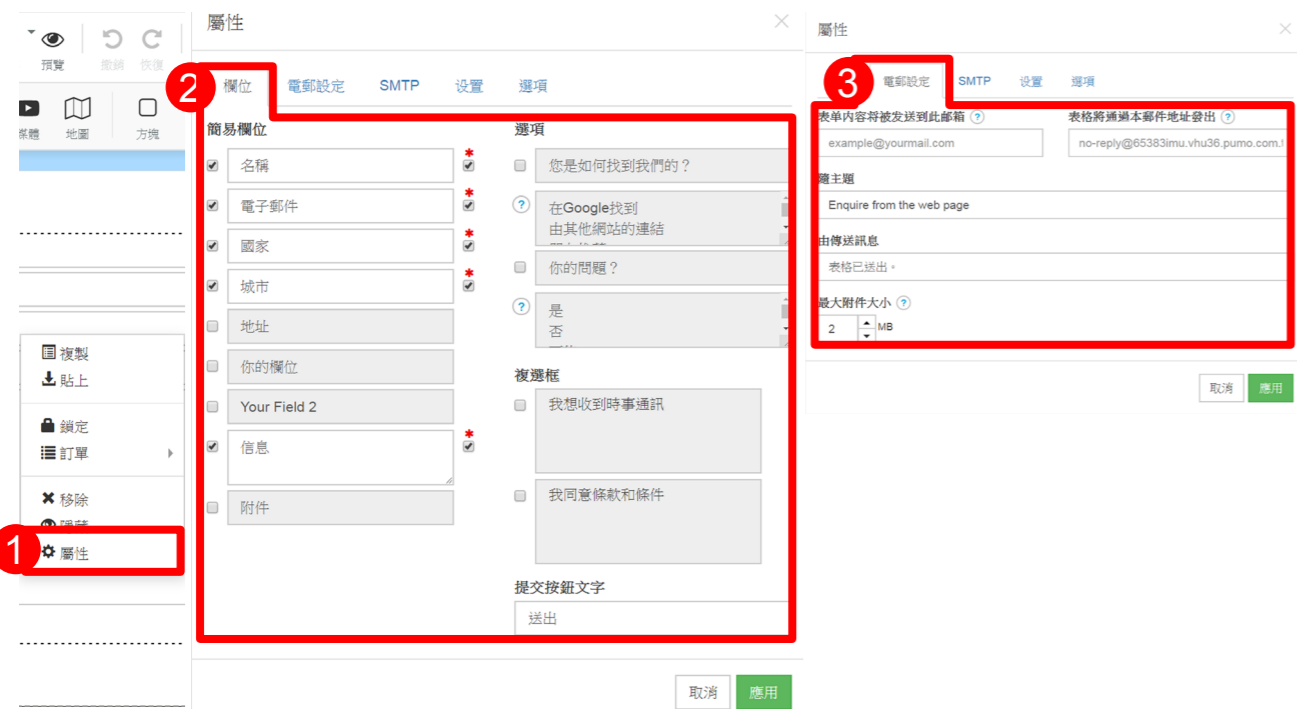 預覽
撤銷
恢復
地圖
方塊
複製
貼上
鎖定
訂單
移除
1
屬性
屬性
2
欄位
電郵設定
SMTP
设置
選項
簡易欄位
名稱
電子郵件
國家
城市
地址
你的欄位
Your Field 2
信息
附件
選項
您是如何找到我們的？
在Google找到
由其他網站的連結
你的問題？
是
否
複選框
我想收到時事通訊
我同意條款和條件
提交按鈕文字
送出
取消
應用
屬性
3
電郵設定
SMTP
设置
選項
表单内容将被发送到此邮箱 ?
example@yourmail.com
表格將通過本郵件地址發出 ?
no-reply@65383imu.vhu36.pumo.com.
隨主題
Enquire from the web page
由傳送訊息
表格已送出。
最大附件大小 ?
2 MB
取消
應用